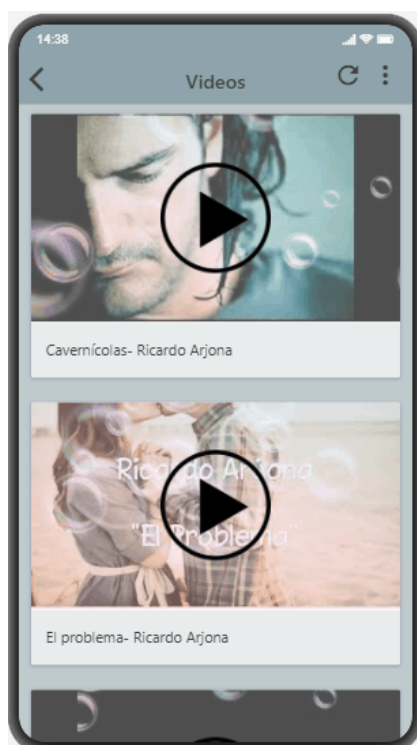 14:38
Videos
Cavernícolas- Ricardo Arjona
Ricardo Arjona
"El Problema"
El problema- Ricardo Arjona